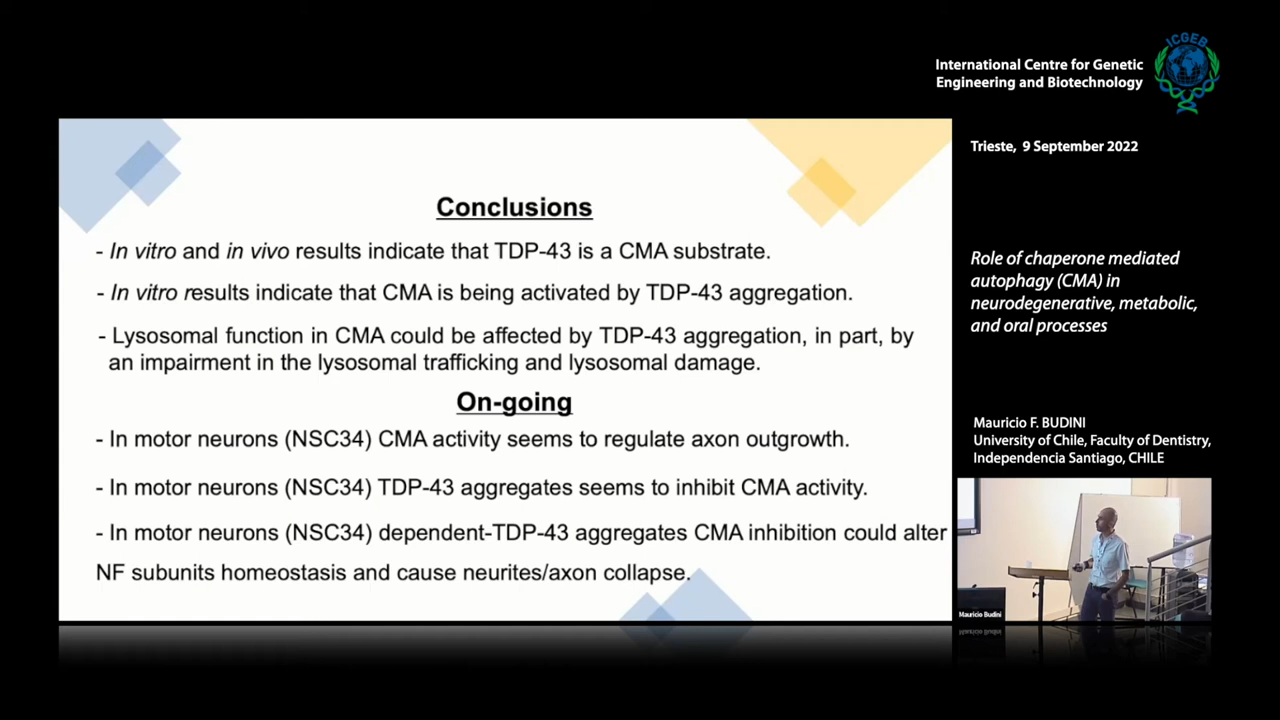 ICGEB
International Centre for Genetic
Engineering and Biotechnology
Trieste, 9 September 2022
Conclusions
- In vitro and in vivo results indicate that TDP-43 is a CMA substrate.
- In vitro results indicate that CMA is being activated by TDP-43 aggregation.
- Lysosomal function in CMA could be affected by TDP-43 aggregation, in part, by
an impairment in the lysosomal trafficking and lysosomal damage.
On-going
- In motor neurons (NSC34) CMA activity seems to regulate axon outgrowth.
- In motor neurons (NSC34) TDP-43 aggregates seems to inhibit CMA activity.
- In motor neurons (NSC34) dependent-TDP-43 aggregates CMA inhibition could alter
NF subunits homeostasis and cause neurites/axon collapse.
Role of chaperone mediated
autophagy (CMA) in
neurodegenerative, metabolic,
and oral processes
Mauricio F. BUDINI
University of Chile, Faculty of Dentistry,
Independencia Santiago, CHILE
Mauricio Budini